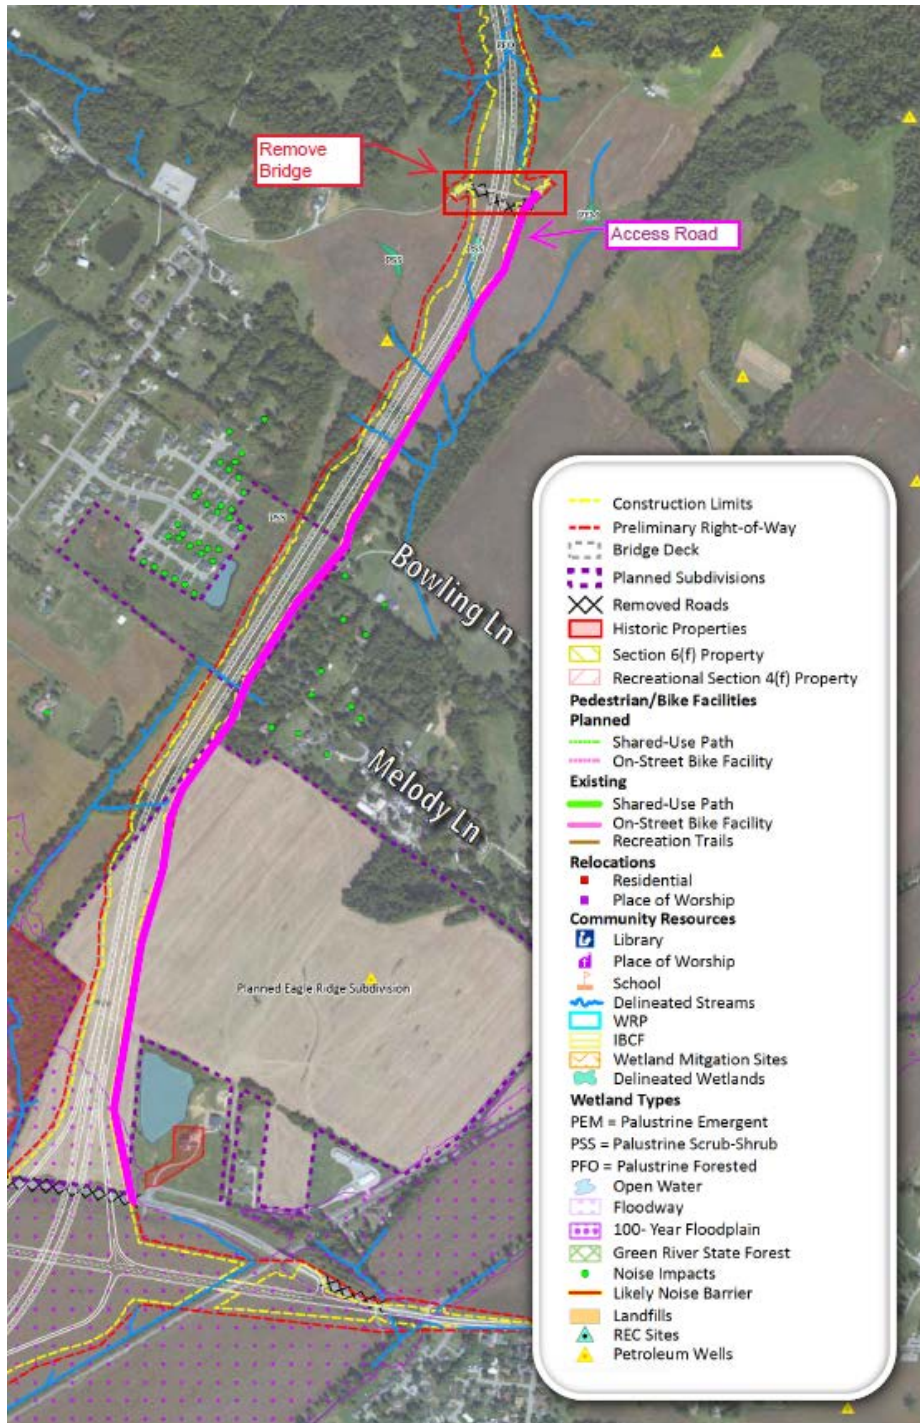 PFO
Remove
Bridge
PEM
Access Road
PSS
PSS
PSS
Bowling Ln
Melody Ln
Planned Eagle Ridge Subdivision
Construction Limits
Preliminary Right-of-Way
Bridge Deck
Planned Subdivisions
Removed Roads
Historic Properties
Section 6(f) Property
Recreational Section 4(f) Property
Pedestrian/Bike Facilities
Planned
Shared-Use Path
On-Street Bike Facility
Existing
Shared-Use Path
On-Street Bike Facility
Recreation Trails
Relocations
Residential
Place of Worship
Community Resources
Library
Place of Worship
School
Delineated Streams
WRP
IBCF
Wetland Mitgation Sites
Delineated Wetlands
Wetland Types
PEM = Palustrine Emergent
PSS = Palustrine Scrub-Shrub
PFO = Palustrine Forested
Open Water
Floodway
100- Year Floodplain
Green River State Forest
Noise Impacts
Likely Noise Barrier
Landfills
REC Sites
Petroleum Wells